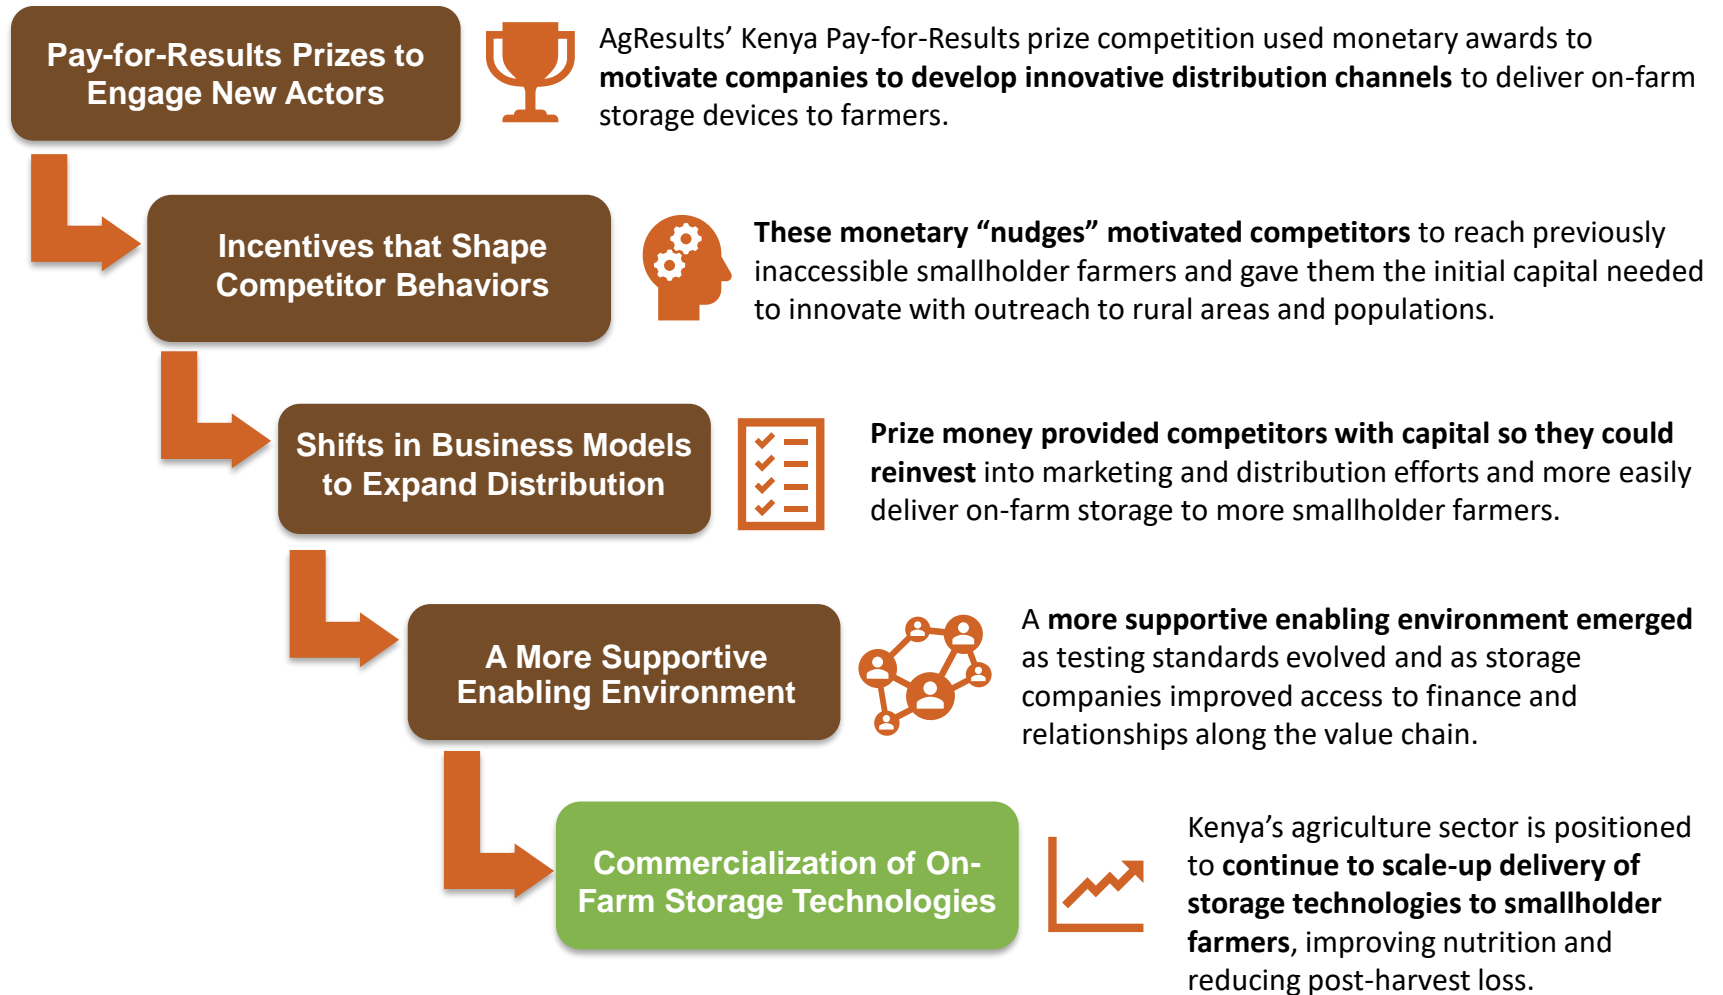 Pay-for-Results Prizes to
Engage New Actors
AgResults’ Kenya Pay-for-Results prize competition used monetary awards to
motivate companies to develop innovative distribution channels to deliver on-farm
storage devices to farmers.
Incentives that Shape
Competitor Behaviors
These monetary “nudges” motivated competitors to reach previously
inaccessible smallholder farmers and gave them the initial capital needed
to innovate with outreach to rural areas and populations.
Shifts in Business Models
to Expand Distribution
Prize money provided competitors with capital so they could
reinvest into marketing and distribution efforts and more easily
deliver on-farm storage to more smallholder farmers.
A More Supportive
Enabling Environment
A more supportive enabling environment emerged
as testing standards evolved and as storage
companies improved access to finance and
relationships along the value chain.
Commercialization of On-
Farm Storage Technologies
Kenya’s agriculture sector is positioned
to continue to scale-up delivery of
storage technologies to smallholder
farmers, improving nutrition and
reducing post-harvest loss.